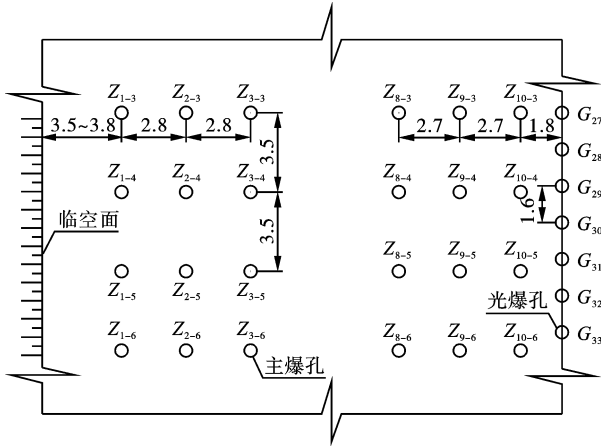 Z1-3 Z2-3 Z3-3 Z8-3 Z9-3 Z10-3 G27
3.5~3.8 2.8 2.8 2.7 2.7 1.8
G28
3.5
Z1-4 Z2-4 Z3-4 Z8-4 Z9-4 Z10-4 G29
1.6
临空面 G30
3.5
Z8-5 Z9-5 Z10-5 G31
Z1-5 Z2-5 Z3-5 光爆孔 G32
Z1-6 Z2-6 Z3-6 Z8-6 Z9-6 Z10-6 G33
主爆孔